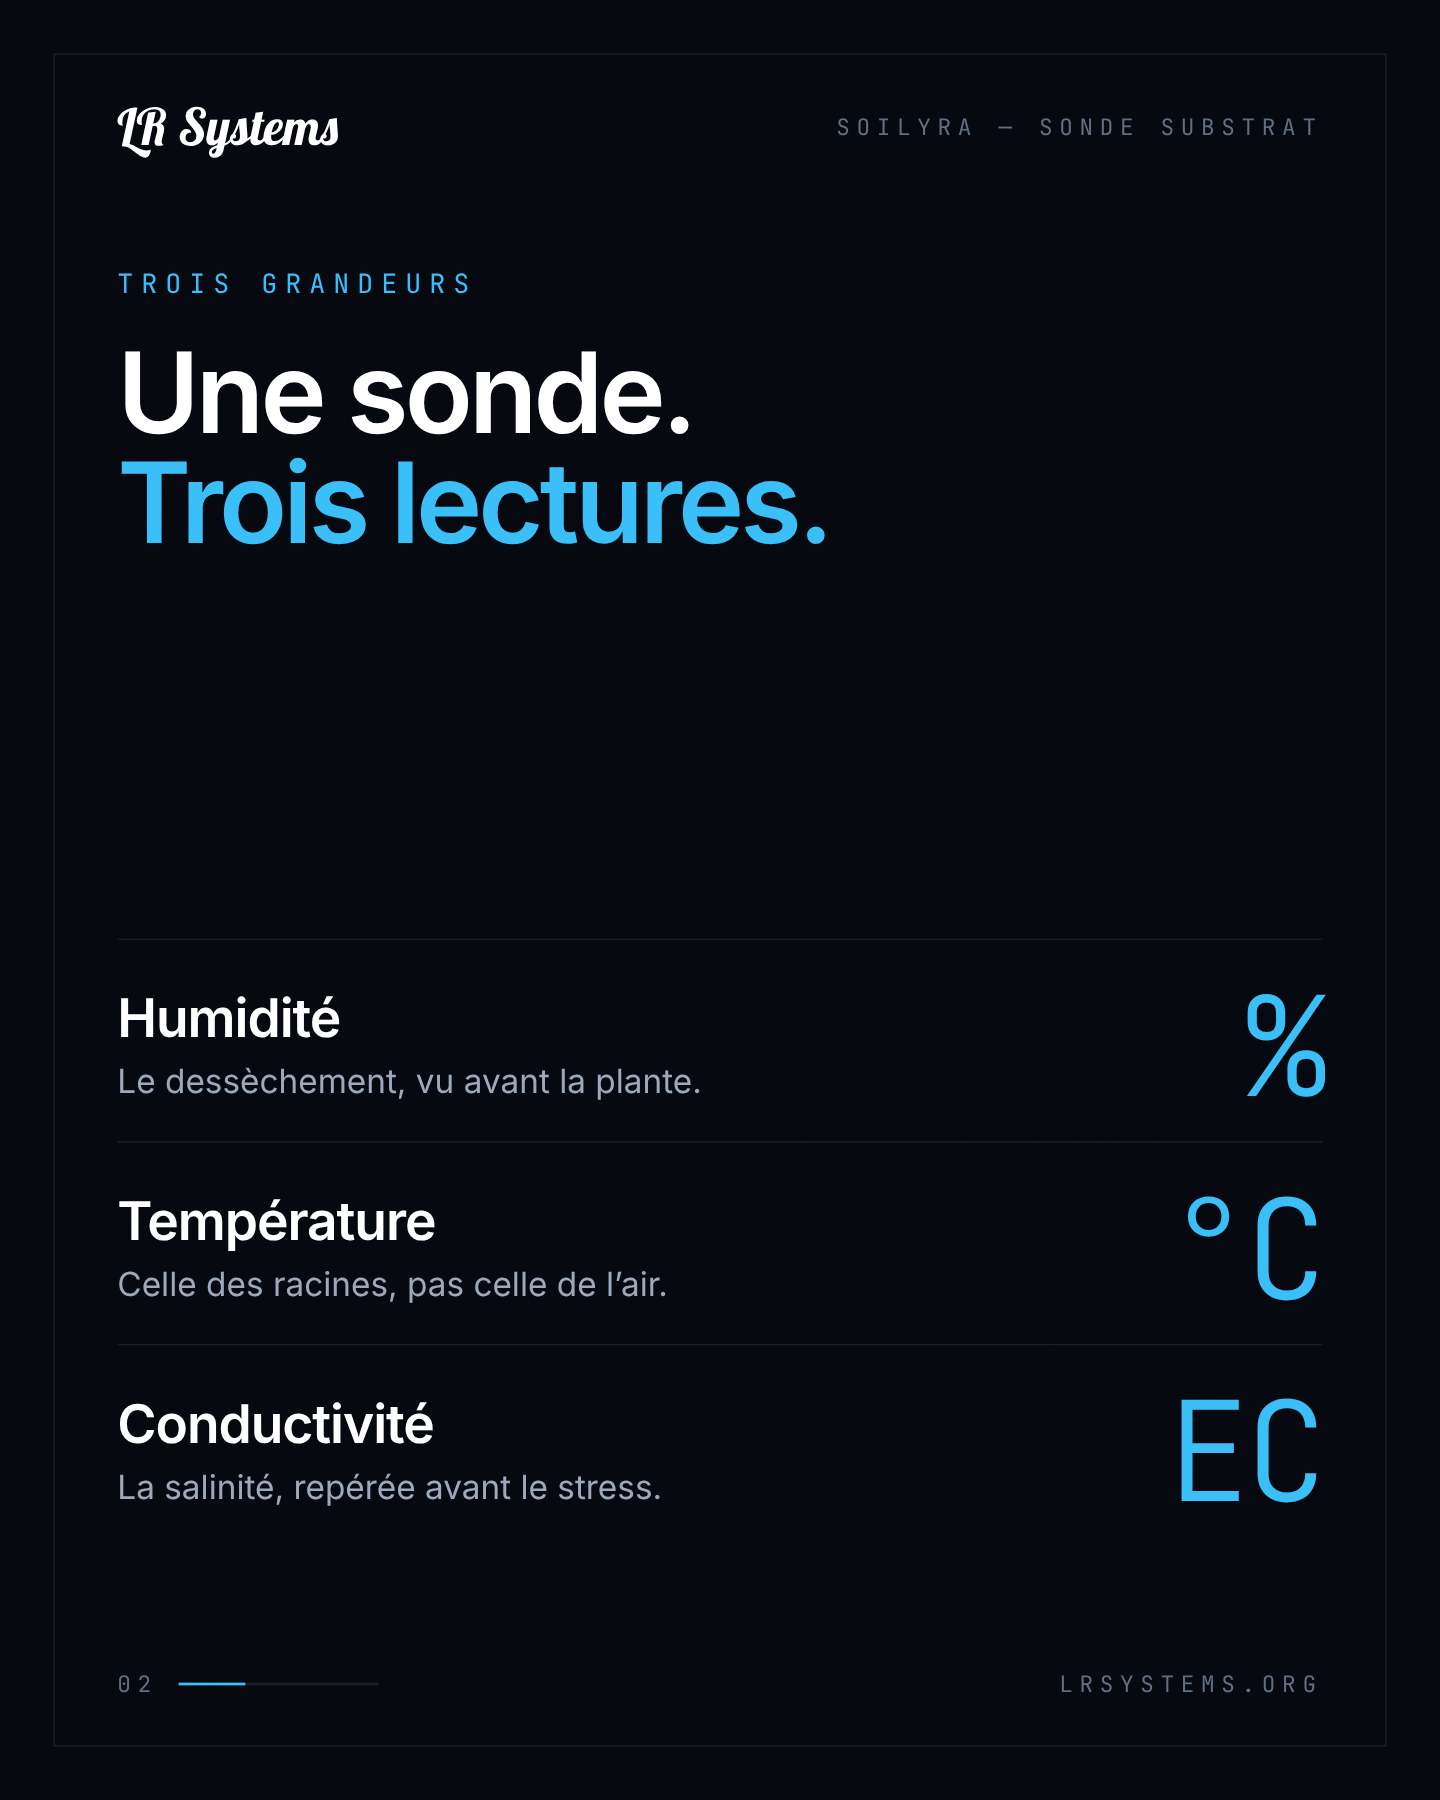 LR Systems
SOILYRA — SONDE SUBSTRAT
TROIS GRANDEURS
Une sonde.
Trois lectures.
Humidité
Le dessèchement, vu avant la plante.
%
Température
Celle des racines, pas celle de l’air.
°C
Conductivité
La salinité, repérée avant le stress.
EC
02
LRSYSTEMS.ORG